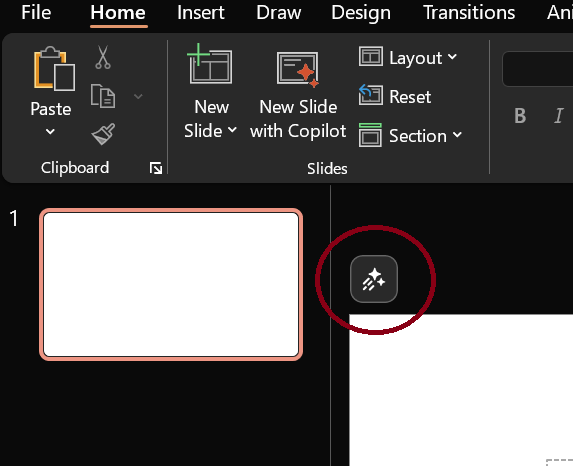 File Home Insert Draw Design Transitions Ani
Paste
New
Slide
New Slide
with Copilot
Layout
Reset
Section
B I
Clipboard
Slides
1